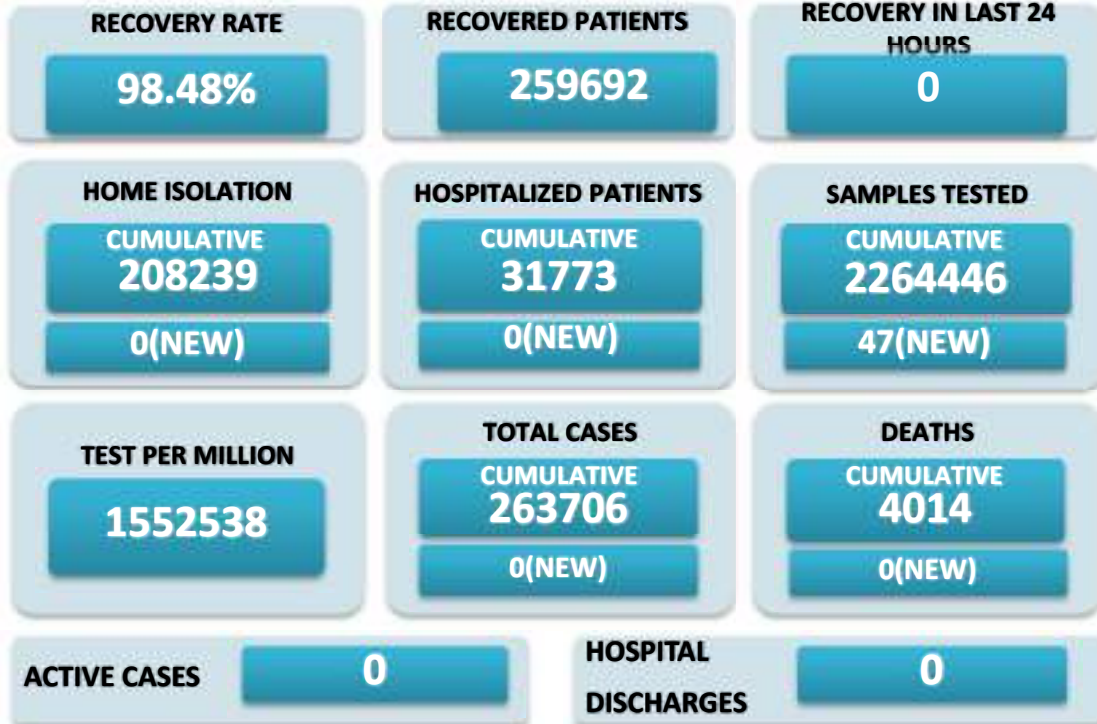 RECOVERY RATE
98.48%
RECOVERED PATIENTS
259692
RECOVERY IN LAST 24
HOURS
0
HOME ISOLATION
CUMULATIVE
208239
0(NEW)
HOSPITALIZED PATIENTS
CUMULATIVE
31773
0(NEW)
SAMPLES TESTED
CUMULATIVE
2264446
47(NEW)
TEST PER MILLION
1552538
TOTAL CASES
CUMULATIVE
263706
0(NEW)
DEATHS
CUMULATIVE
4014
0(NEW)
ACTIVE CASES
0
HOSPITAL
DISCHARGES
0